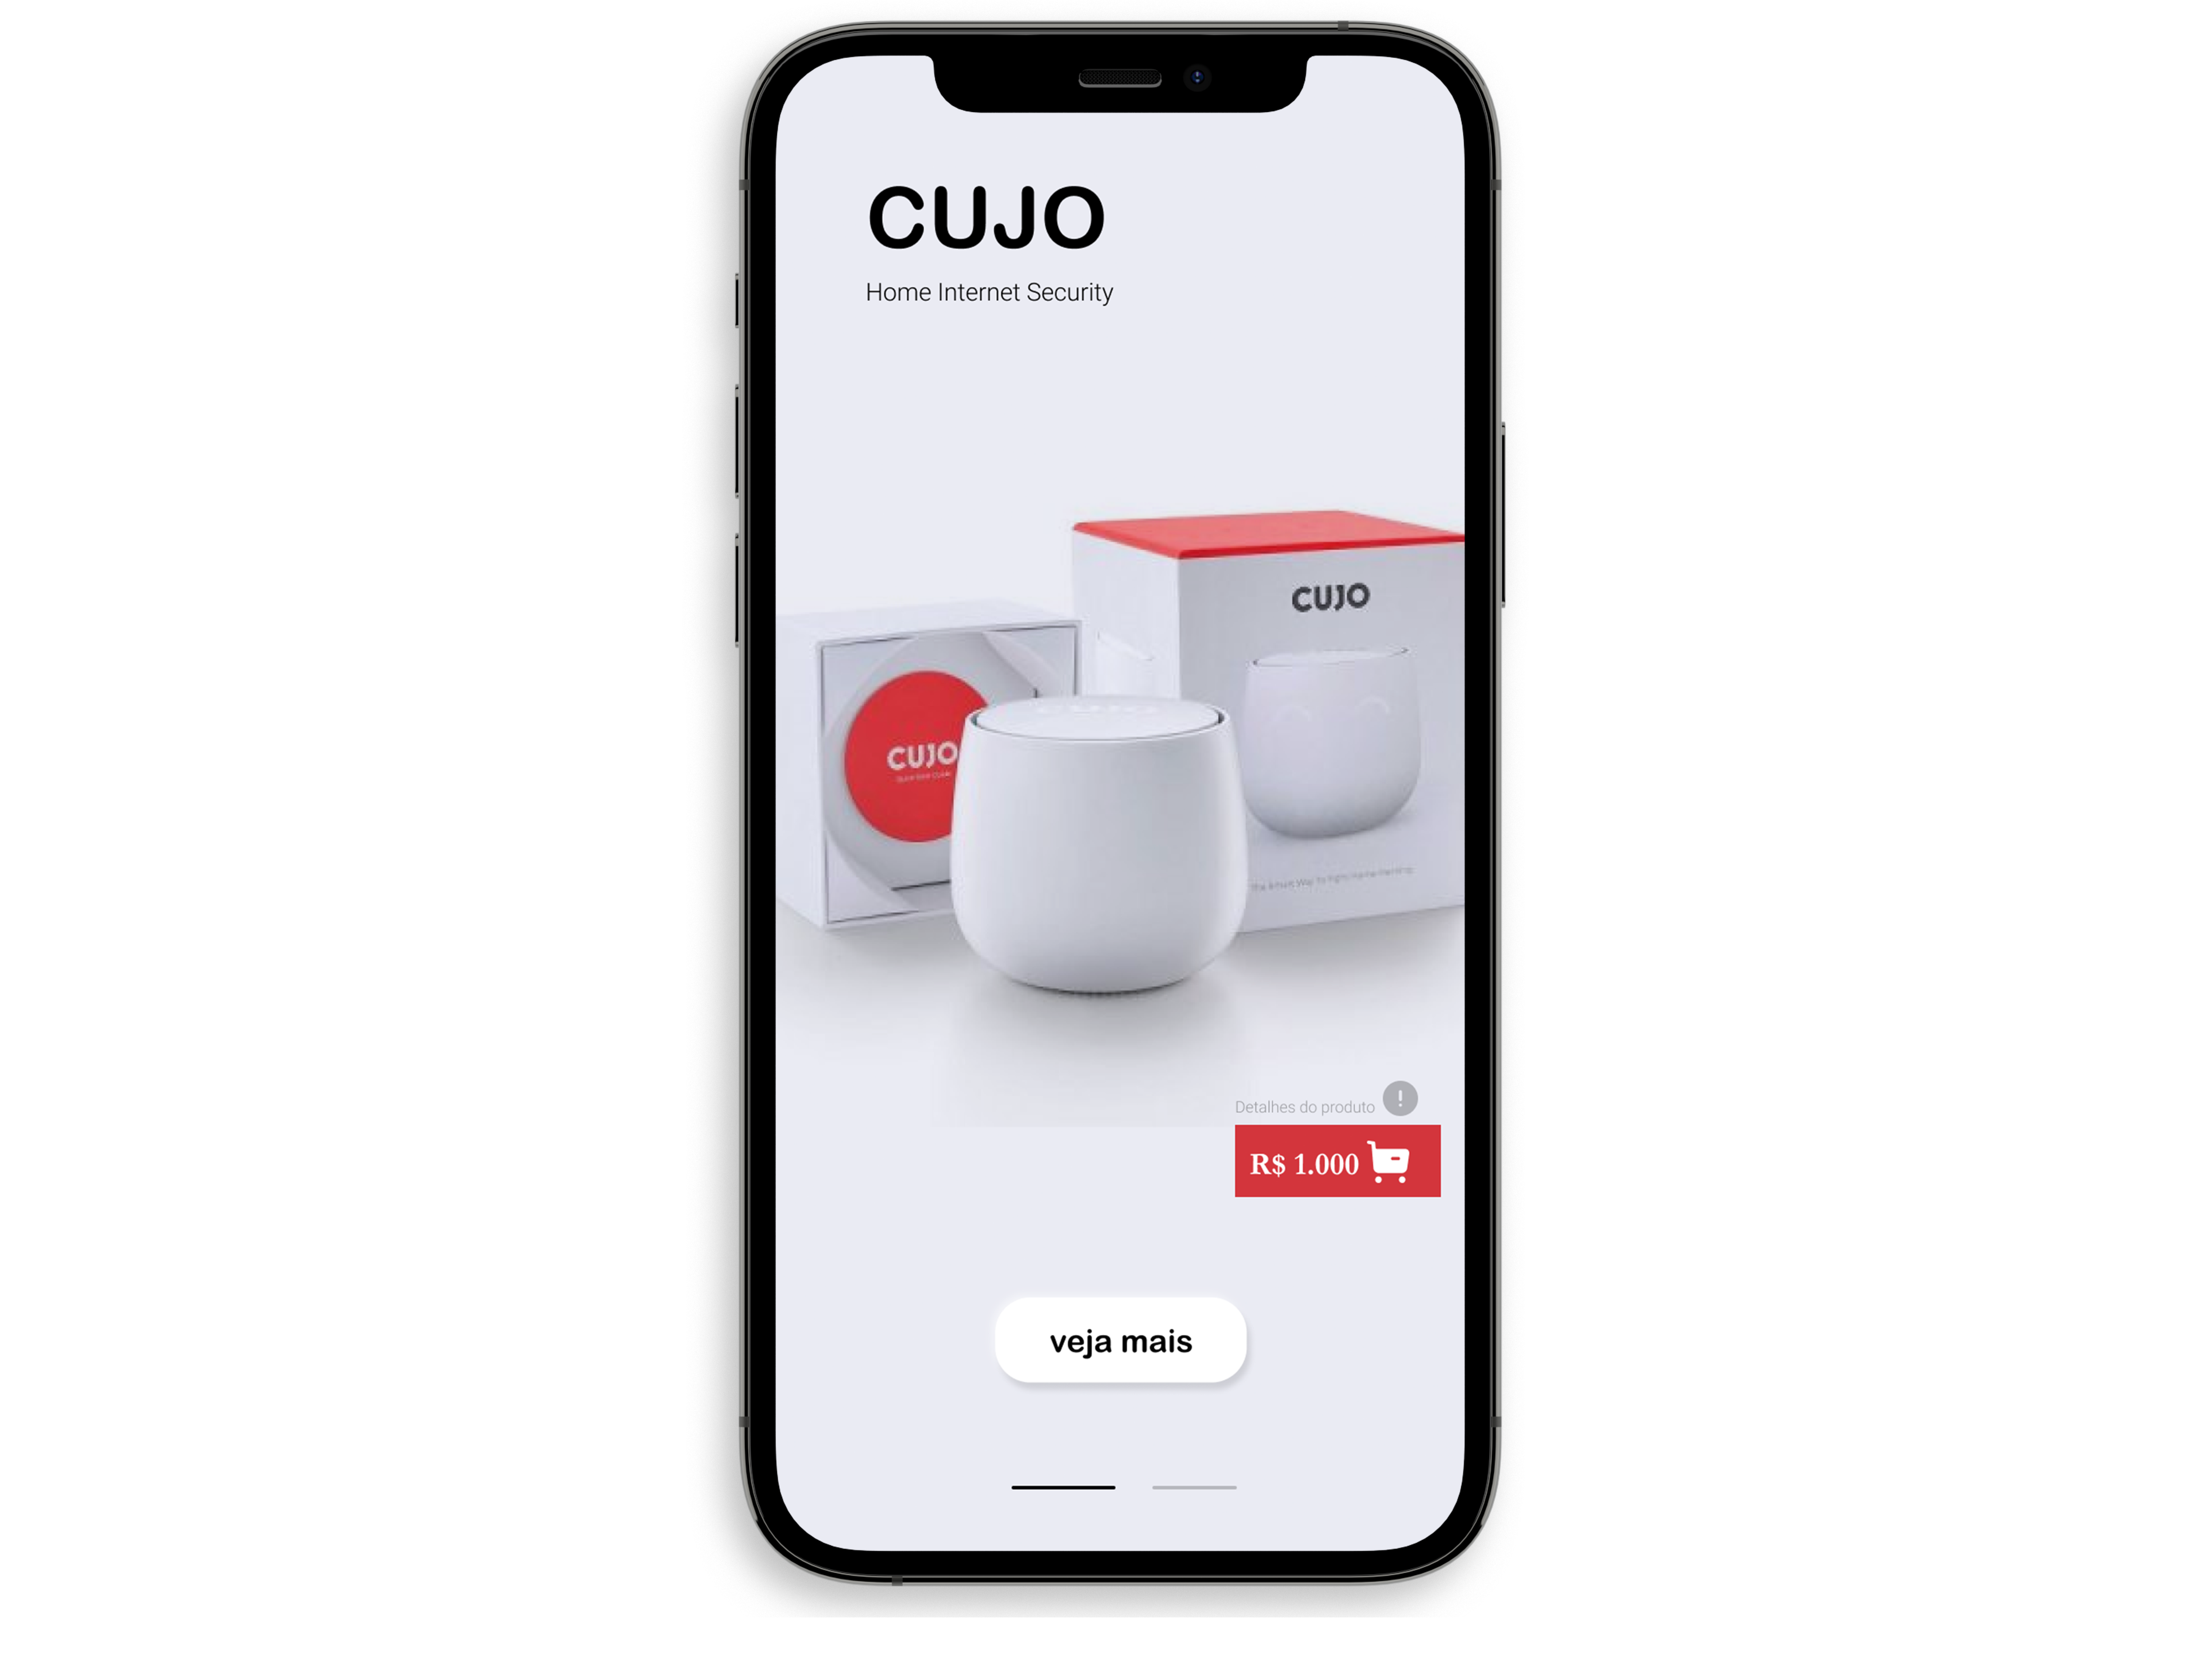 CUJO
Home Internet Security
CUJO
CUJO
Detalhes do produto
R$ 1.000
veja mais